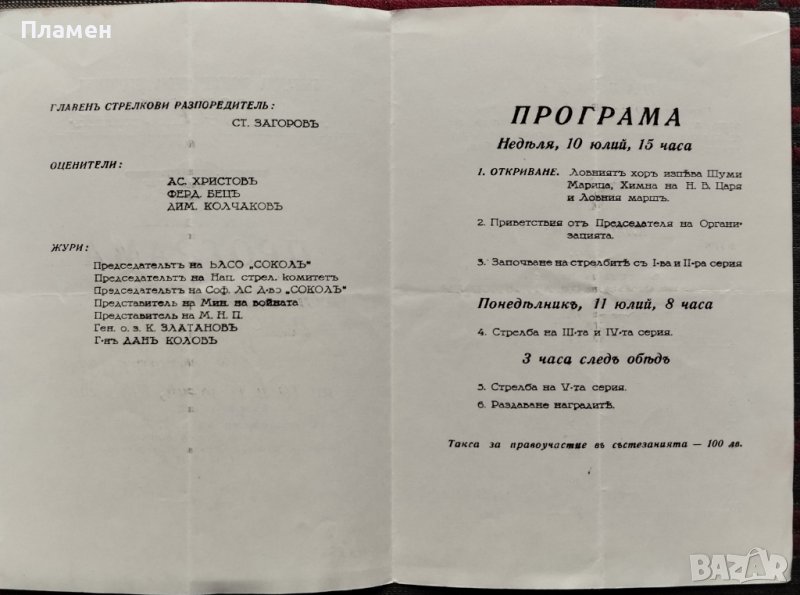 Пламен
ГЛАВЕНЪ СТРЕЛКОВИ РАЗПОРЕДИТЕЛЬ:
СТ. ЗАГОРОВЪ
ОЦЕНИТЕЛИ:
АС. ХРИСТОВЪ
ФЕРД. БЕЦЪ
ДИМ. КОЛЧАКОВЪ
ЖУРИ:
Председательтъ на БЛСО „СОКОЛЪ“
Председательтъ на Нац. стрел. комитетъ
Председательтъ на Соф. ЛС Д-во „СОКОЛЪ“
Представитель на Мин. на войната
Представитель на М. Н. П.
Ген. о. з. К. ЗЛАТАНОВЪ
Г-нъ ДАНЪ КОЛОВЪ
ПРОГРАМА
Недѣля, 10 юлий, 15 часа
1. ОТКРИВАНЕ. Ловниятъ хоръ изпѣва Шуми
Марица, Химна на Н. В. Царя
и Ловния маршъ.
2. Приветствия отъ Председателя на Органи-
зацията.
3. Започване на стрелбитѣ съ I-ва и II-ра серия
Понедѣлникъ, 11 юлий, 8 часа
4. Стрелба на III-та и IV-та серия.
3 часа следъ обѣдъ
5. Стрелба на V-та серия.
6. Раздаване наградитѣ.
Такса за правоучастие въ състезанията — 100 лв.
BAZAR